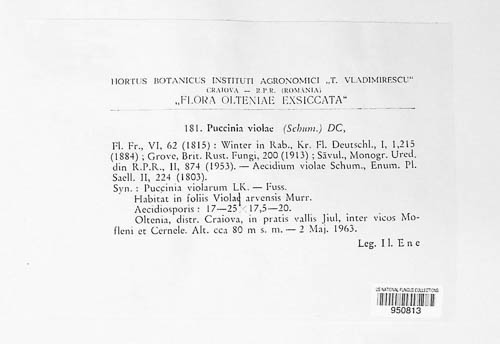 HORTUS BOTANICUS INSTITUTI AGRONOMICI „T. VLADIMIRESCU"
CRAIOVA — R.P.R. (ROMÂNIA)
„FLORA OLTENIAE EXSICCATA"
181. Puccinia violae (Schum.) DC,
Fl. Fr., VI, 62 (1815) : Winter in Rab., Kr. Fl. Deutschl., I, 1,215
(1884) ; Grove, Brit. Rust. Fungi, 200 (1913) ; Săvul., Monogr. Ured.
din R.P.R., II, 874 (1953). — Aecidium violae Schum., Enum. Pl.
Saell. II, 224 (1803).
Syn. : Puccinia violarum LK. — Fuss.
Habitat in foliis Violae arvensis Murr.
Aecidiosporis : 17—25 × 17,5—20.
Oltenia, distr. Craiova, in pratis vallis Jiul, inter vicos Mo-
fleni et Cernele. Alt. cca 80 m s. m. — 2 Maj. 1963.
Leg. Il. Ene
US NATIONAL FUNGUS COLLECTIONS
950813